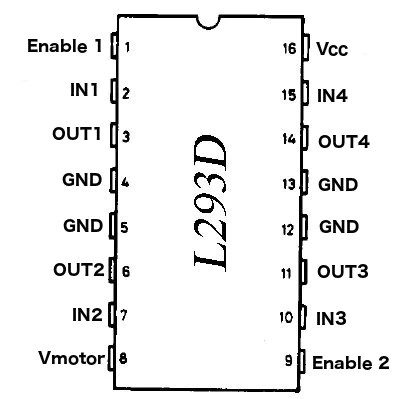 Enable 1 1 16 Vcc
IN1 2 15 IN4
OUT1 3 14 OUT4
GND 4 13 GND
GND 5 12 GND
OUT2 6 11 OUT3
IN2 7 10 IN3
Vmotor 8 9 Enable 2
L293D